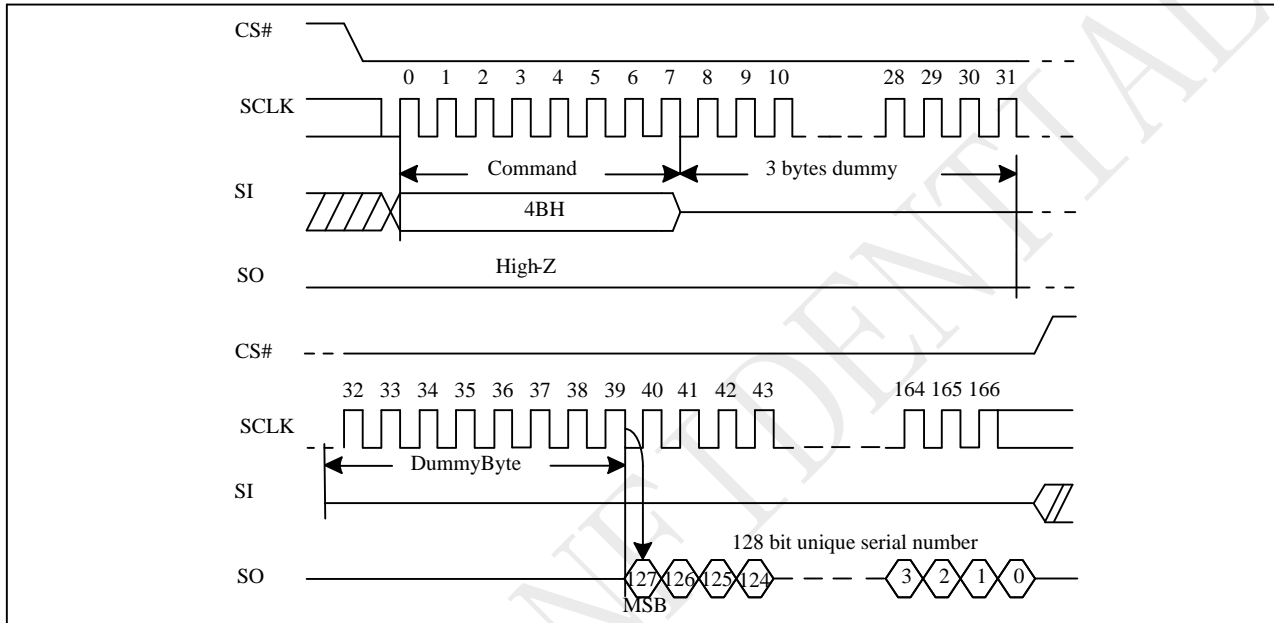 CS#
0 1 2 3 4 5 6 7 8 9 10 28 29 30 31
SCLK
Command 3 bytes dummy
SI
4BH
High-Z
SO
CS#
32 33 34 35 36 37 38 39 40 41 42 43 164 165 166
SCLK
DummyByte
SI
128 bit unique serial number
SO
127 126 125 124 3 2 1 0
MSB